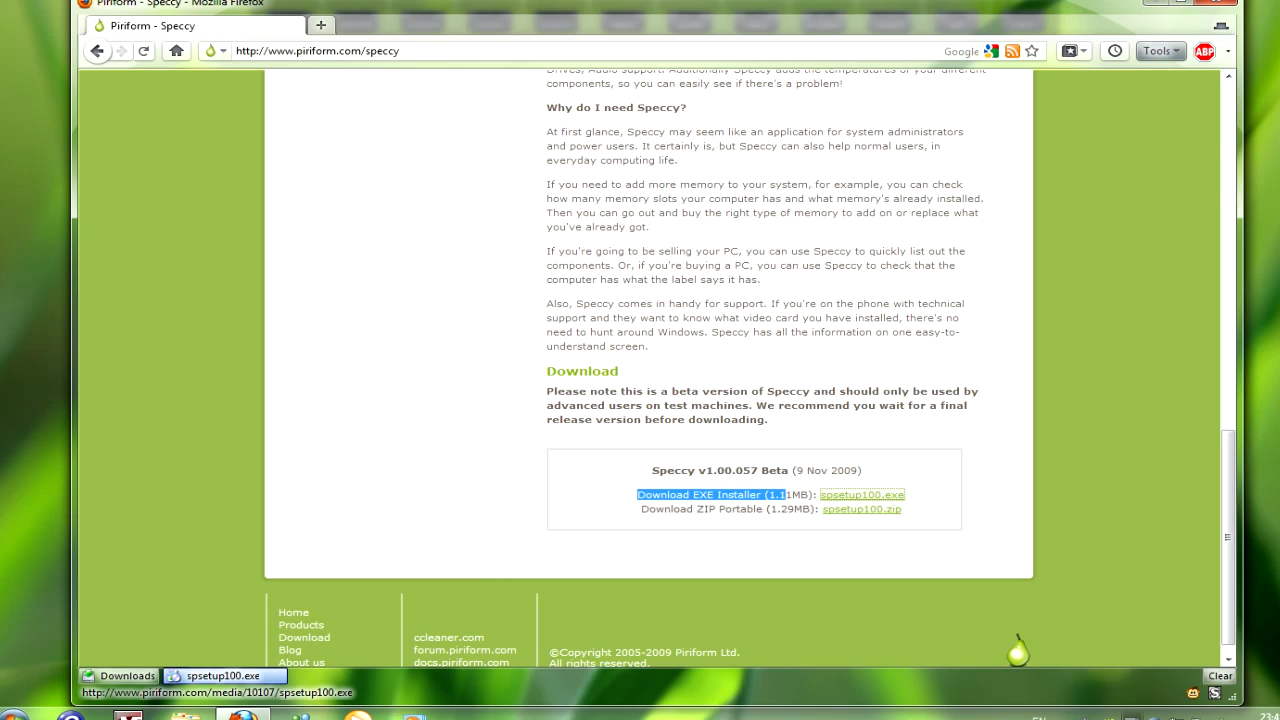 Piriform - Speccy - Mozilla Firefox
Piriform - Speccy
http://www.piriform.com/speccy
Google
Tools
ABP
Drives, Audio support. Additionally Speccy adds the temperatures of your different
components, so you can easily see if there's a problem!
Why do I need Speccy?
At first glance, Speccy may seem like an application for system administrators
and power users. It certainly is, but Speccy can also help normal users, in
everyday computing life.
If you need to add more memory to your system, for example, you can check
how many memory slots your computer has and what memory's already installed.
Then you can go out and buy the right type of memory to add on or replace what
you've already got.
If you're going to be selling your PC, you can use Speccy to quickly list out the
components. Or, if you're buying a PC, you can use Speccy to check that the
computer has what the label says it has.
Also, Speccy comes in handy for support. If you're on the phone with technical
support and they want to know what video card you have installed, there's no
need to hunt around Windows. Speccy has all the information on one easy-to-
understand screen.
Download
Please note this is a beta version of Speccy and should only be used by
advanced users on test machines. We recommend you wait for a final
release version before downloading.
Speccy v1.00.057 Beta (9 Nov 2009)
Download EXE Installer (1.11MB): spsetup100.exe
Download ZIP Portable (1.29MB): spsetup100.zip
Home
Products
Download
Blog
About us
ccleaner.com
forum.piriform.com
docs.piriform.com
©Copyright 2005-2009 Piriform Ltd.
All rights reserved.
Downloads
spsetup100.exe
Clear
http://www.piriform.com/media/10107/spsetup100.exe
EN